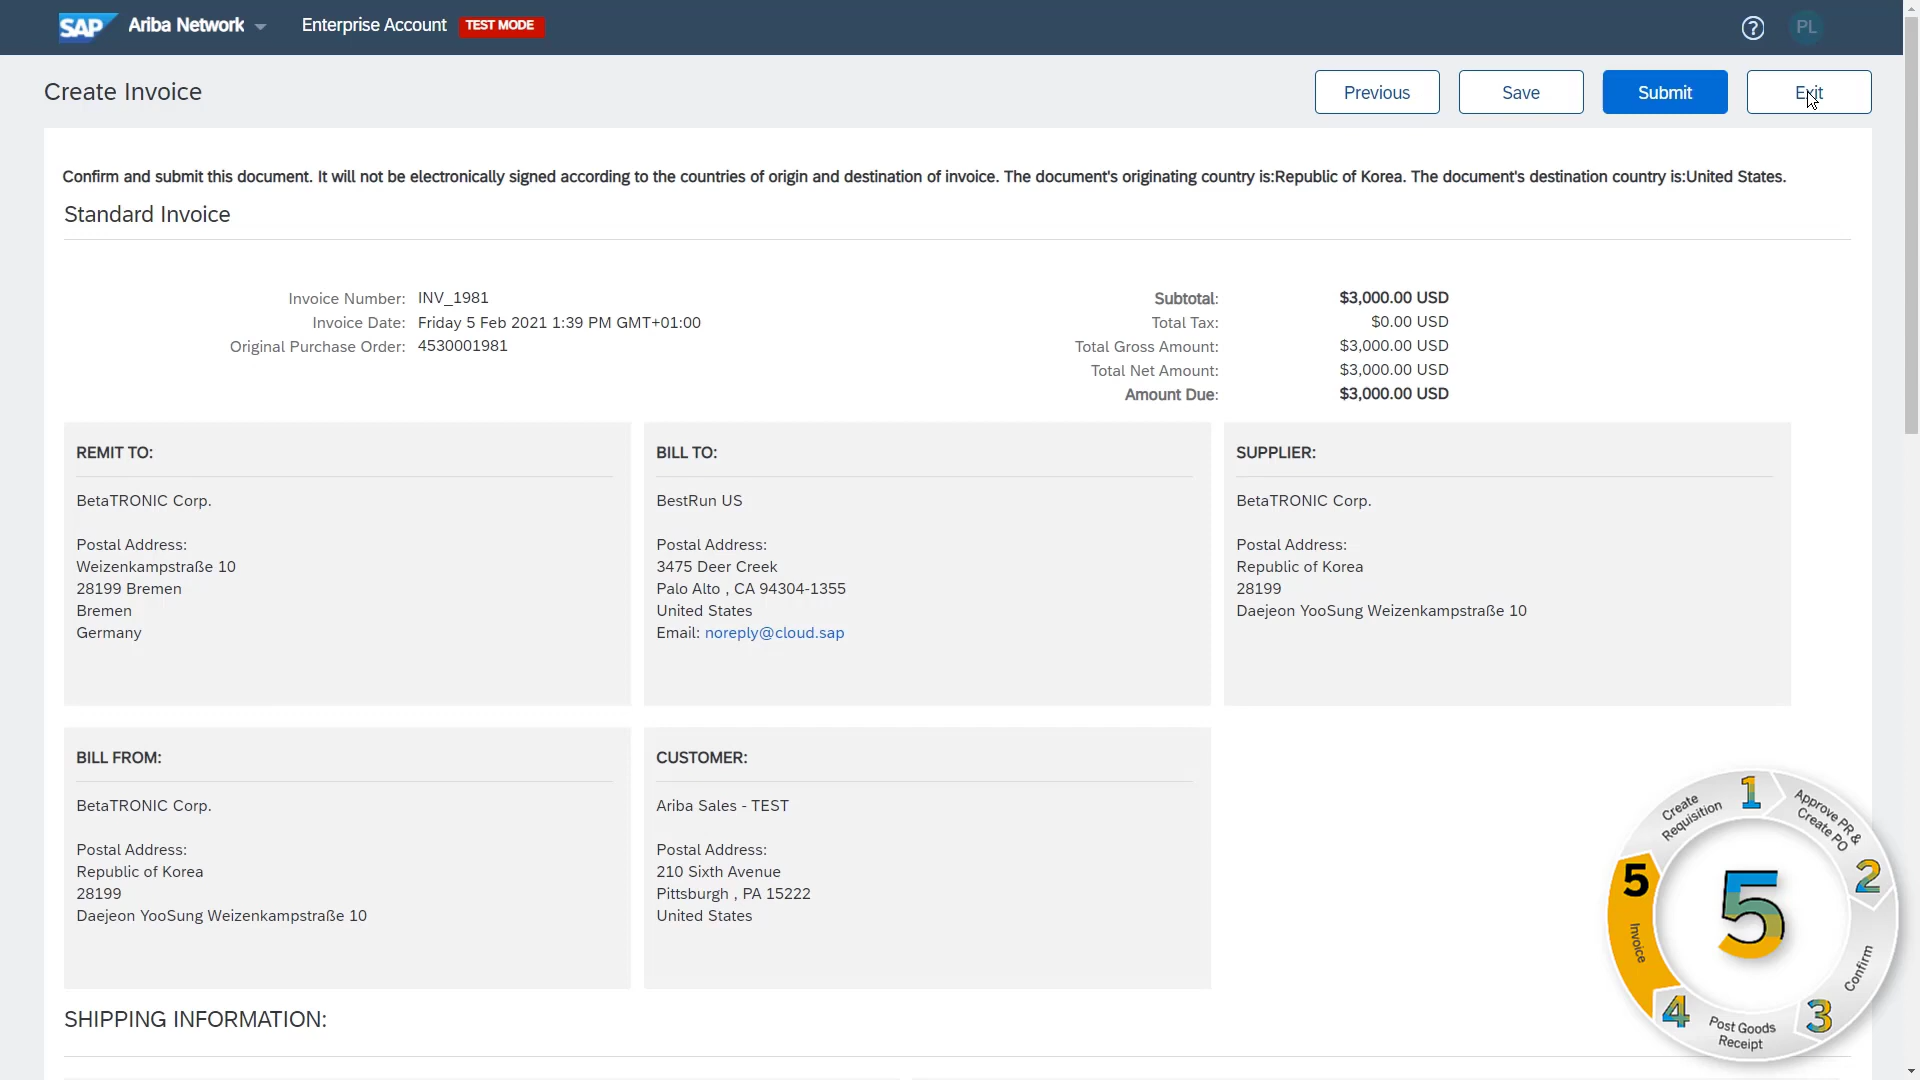 SAP Ariba Network Enterprise Account TEST MODE
PL
Create Invoice
Previous
Save
Submit
Exit
Confirm and submit this document. It will not be electronically signed according to the countries of origin and destination of invoice. The document's originating country is:Republic of Korea. The document's destination country is:United States.
Standard Invoice
Invoice Number: INV_1981
Invoice Date: Friday 5 Feb 2021 1:39 PM GMT+01:00
Original Purchase Order: 4530001981
Subtotal: $3,000.00 USD
Total Tax: $0.00 USD
Total Gross Amount: $3,000.00 USD
Total Net Amount: $3,000.00 USD
Amount Due: $3,000.00 USD
REMIT TO:
BetaTRONIC Corp.
Postal Address:
Weizenkampstraße 10
28199 Bremen
Bremen
Germany
BILL TO:
BestRun US
Postal Address:
3475 Deer Creek
Palo Alto , CA 94304-1355
United States
Email: noreply@cloud.sap
SUPPLIER:
BetaTRONIC Corp.
Postal Address:
Republic of Korea
28199
Daejeon YooSung Weizenkampstraße 10
BILL FROM:
BetaTRONIC Corp.
Postal Address:
Republic of Korea
28199
Daejeon YooSung Weizenkampstraße 10
CUSTOMER:
Ariba Sales - TEST
Postal Address:
210 Sixth Avenue
Pittsburgh , PA 15222
United States
SHIPPING INFORMATION:
1
Create
Requisition
2
Approve PR &
Create PO
3
Confirm
4
Post Goods
Receipt
5
Invoice
5